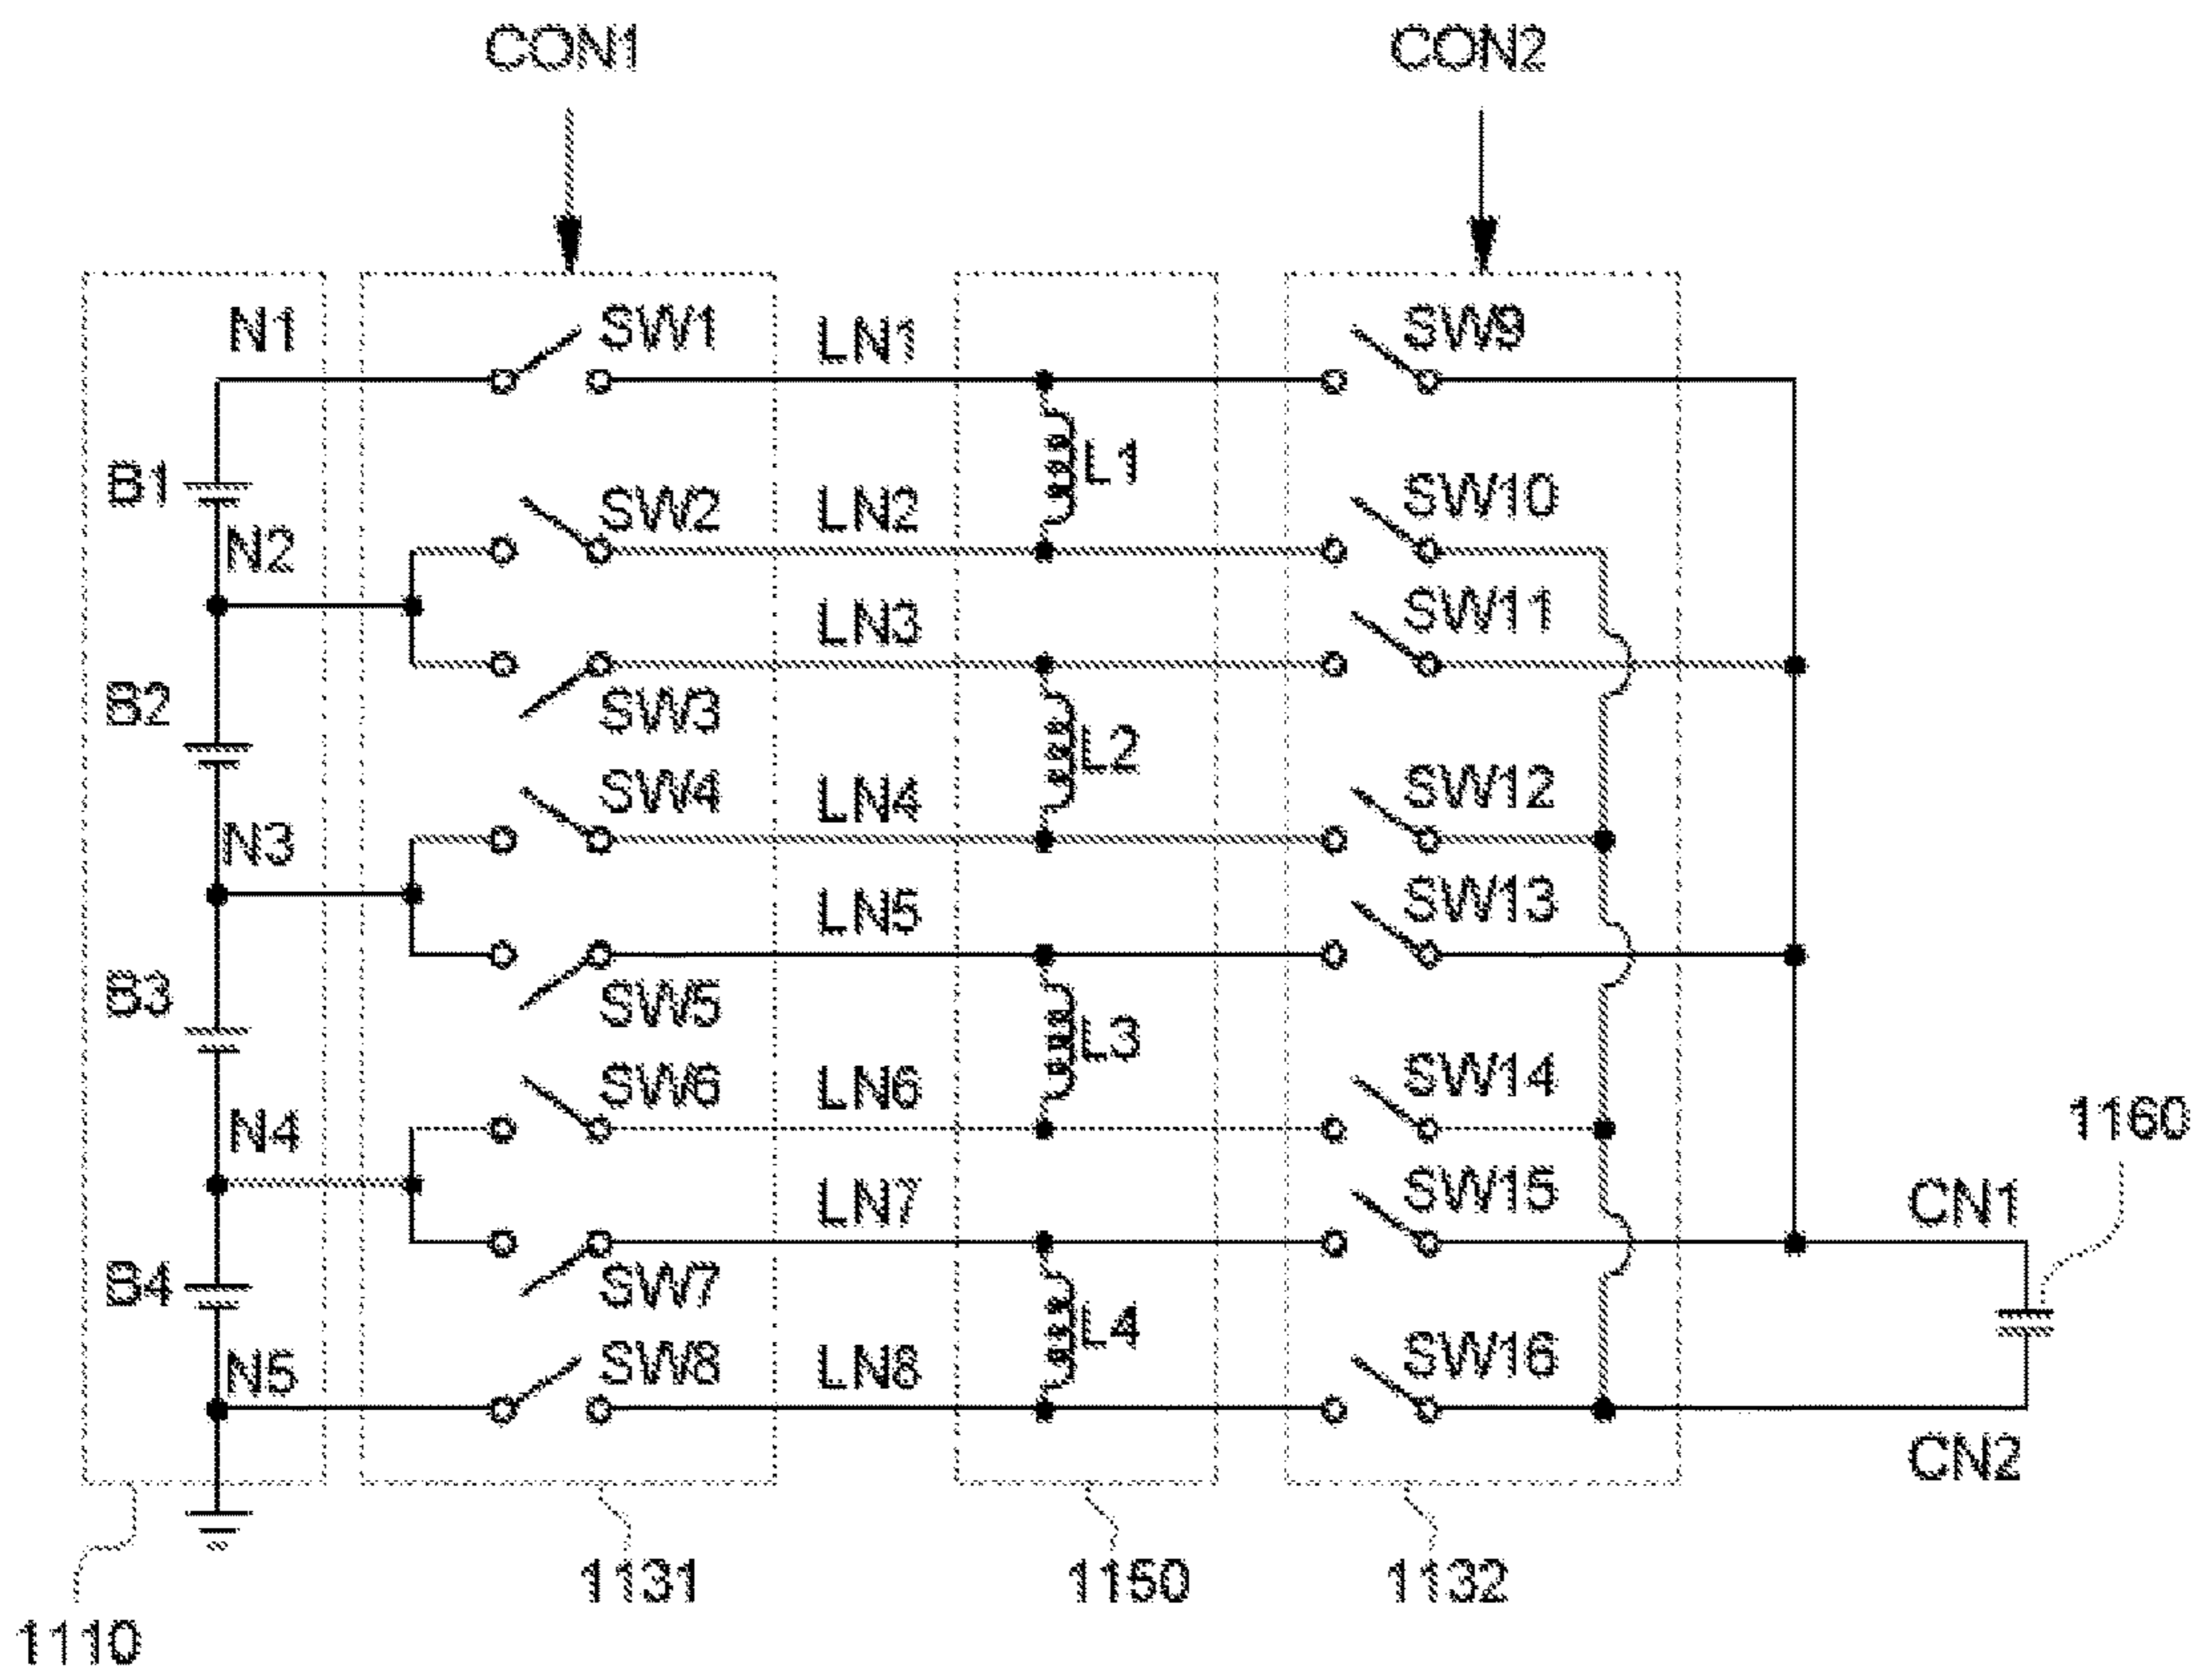 CON1
CON2
N1
SW1
LN1
SW9
B1
L1
N2
SW2
LN2
SW10
LN3
SW11
B2
SW3
L2
N3
SW4
LN4
SW12
LN5
SW13
B3
SW5
L3
N4
SW6
LN6
SW14
1160
LN7
SW15
CN1
B4
SW7
L4
N5
SW8
LN8
SW16
CN2
1110
1131
1150
1132